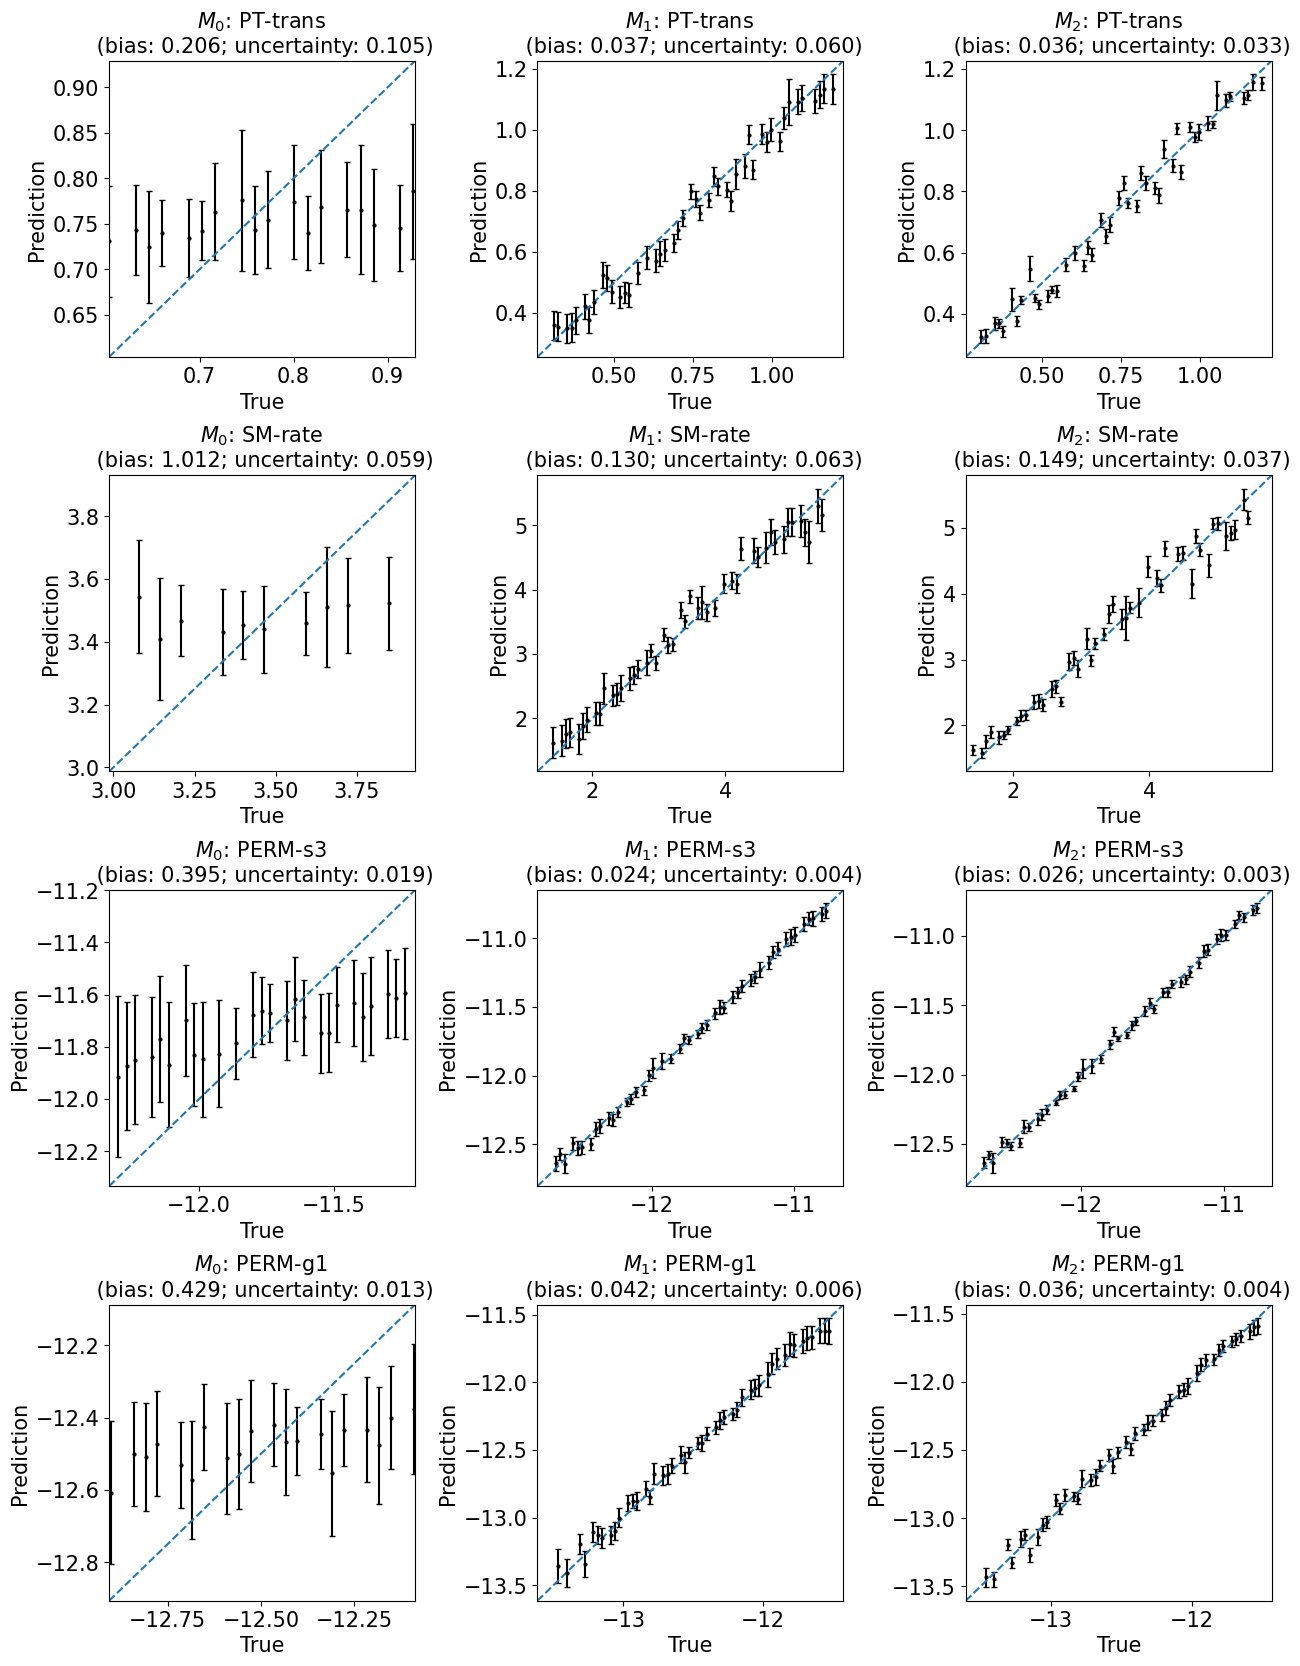 M0: PT-trans
(bias: 0.206; uncertainty: 0.105)
0.90
0.85
0.80
0.75
0.70
0.65
Prediction
0.7 0.8 0.9
True
M1: PT-trans
(bias: 0.037; uncertainty: 0.060)
1.2
1.0
0.8
0.6
0.4
Prediction
0.50 0.75 1.00
True
M2: PT-trans
(bias: 0.036; uncertainty: 0.033)
1.2
1.0
0.8
0.6
0.4
Prediction
0.50 0.75 1.00
True
M0: SM-rate
(bias: 1.012; uncertainty: 0.059)
3.8
3.6
3.4
3.2
3.0
Prediction
3.00 3.25 3.50 3.75
True
M1: SM-rate
(bias: 0.130; uncertainty: 0.063)
5
4
3
2
Prediction
2 4
True
M2: SM-rate
(bias: 0.149; uncertainty: 0.037)
5
4
3
2
Prediction
2 4
True
M0: PERM-s3
(bias: 0.395; uncertainty: 0.019)
−11.2
−11.4
−11.6
−11.8
−12.0
−12.2
Prediction
−12.0 −11.5
True
M1: PERM-s3
(bias: 0.024; uncertainty: 0.004)
−11.0
−11.5
−12.0
−12.5
Prediction
−12 −11
True
M2: PERM-s3
(bias: 0.026; uncertainty: 0.003)
−11.0
−11.5
−12.0
−12.5
Prediction
−12 −11
True
M0: PERM-g1
(bias: 0.429; uncertainty: 0.013)
−12.2
−12.4
−12.6
−12.8
Prediction
−12.75 −12.50 −12.25
True
M1: PERM-g1
(bias: 0.042; uncertainty: 0.006)
−11.5
−12.0
−12.5
−13.0
−13.5
Prediction
−13 −12
True
M2: PERM-g1
(bias: 0.036; uncertainty: 0.004)
−11.5
−12.0
−12.5
−13.0
−13.5
Prediction
−13 −12
True